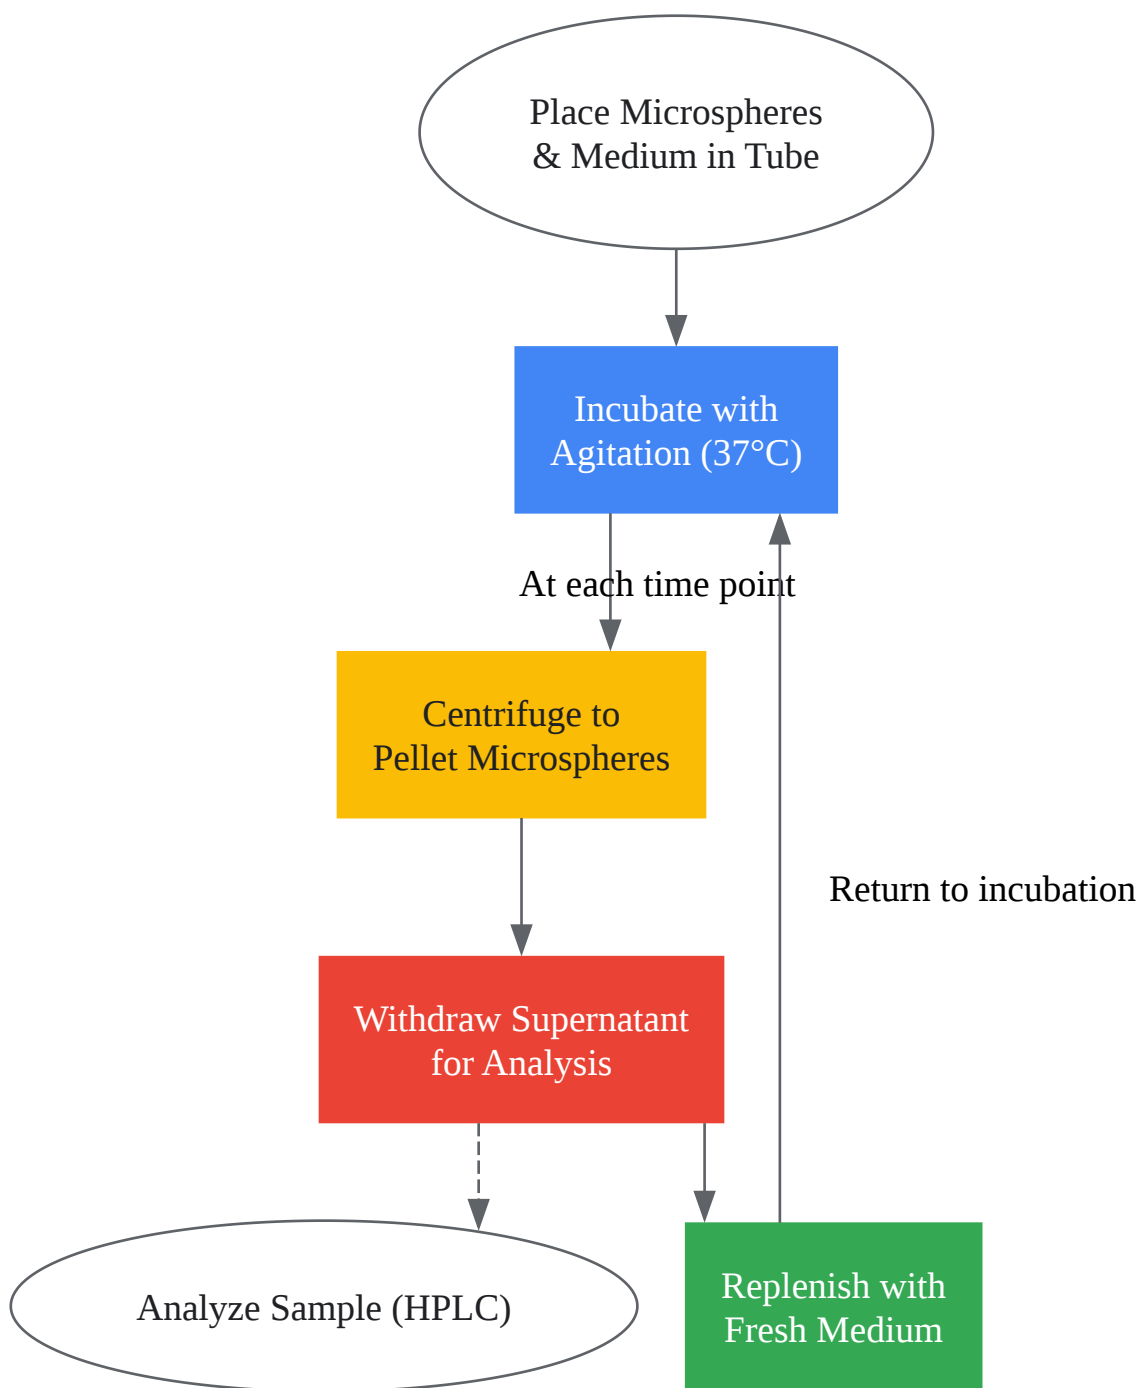 Place Microspheres
& Medium in Tube
Incubate with
Agitation (37°C)
At each time point
Centrifuge to
Pellet Microspheres
Return to incubation
Withdraw Supernatant
for Analysis
Analyze Sample (HPLC)
Replenish with
Fresh Medium